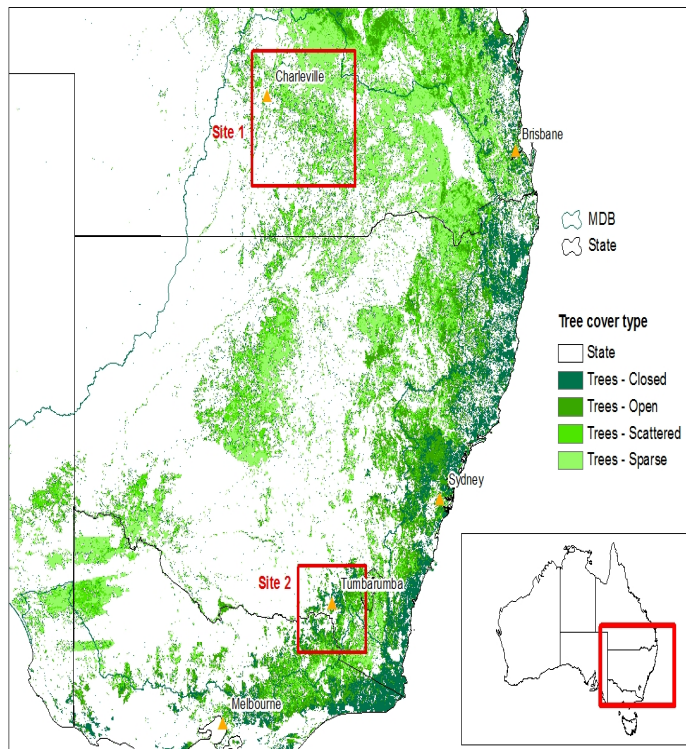 Charleville
Site 1
Brisbane
MDB
State
Tree cover type
State
Trees - Closed
Trees - Open
Trees - Scattered
Trees - Sparse
Sydney
Site 2
Tumbarumba
Melbourne